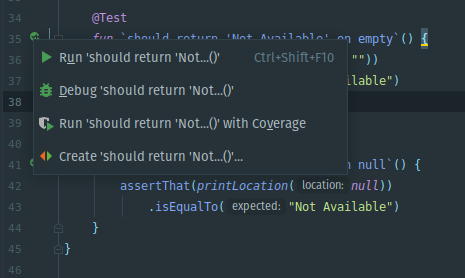 34 @Test
35 fun `should return 'Not Available' on empty`() {
36 ""))
Run 'should return 'Not...()' Ctrl+Shift+F10
37 ilable")
Debug 'should return 'Not...()'
38
39
Run 'should return 'Not...()' with Coverage
40
Create 'should return 'Not...()'...
41 n null`() {
42 assertThat(printLocation( location: null))
43 .isEqualTo( expected: "Not Available")
44 }
45 }
46